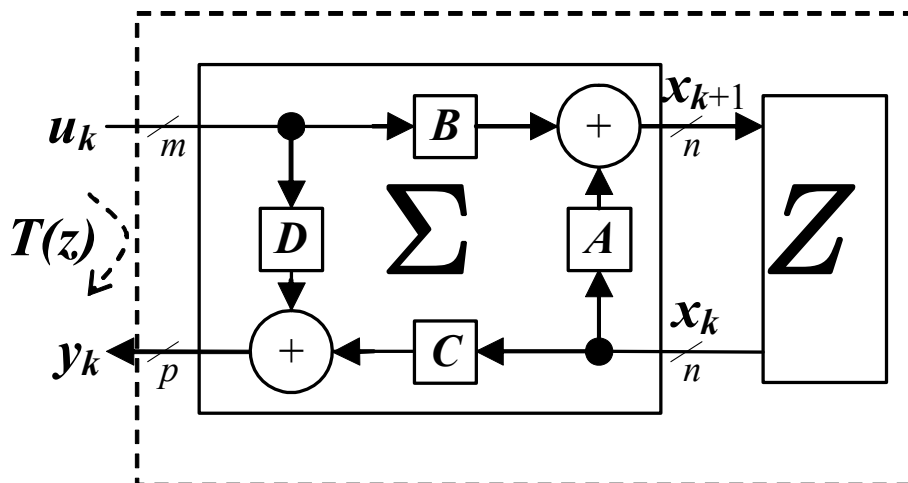 x_{k+1}
u_k m B + n
T(z) D Σ A Z
x_k
y_k p + C n